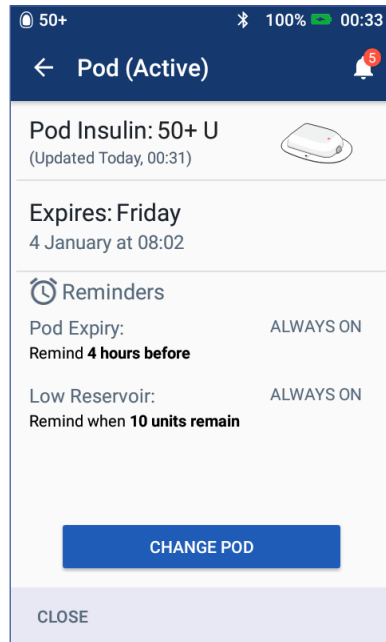 50+ 100% 00:33
Pod (Active) 5
Pod Insulin: 50+ U
(Updated Today, 00:31)
Expires: Friday
4 January at 08:02
Reminders
Pod Expiry: ALWAYS ON
Remind 4 hours before
Low Reservoir: ALWAYS ON
Remind when 10 units remain
CHANGE POD
CLOSE